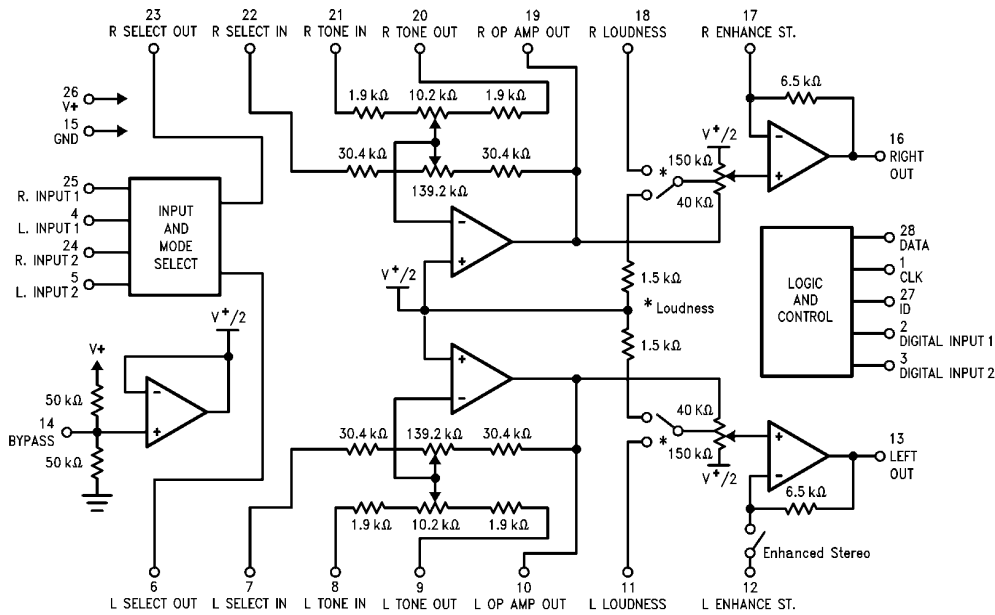 23
R SELECT OUT
22
R SELECT IN
21
R TONE IN
20
R TONE OUT
19
R OP AMP OUT
18
R LOUDNESS
17
R ENHANCE ST.
26
V+
15
GND
1.9 kΩ
10.2 kΩ
1.9 kΩ
6.5 kΩ
30.4 kΩ
139.2 kΩ
30.4 kΩ
V+/2
150 kΩ
40 kΩ
*
−
+
16
RIGHT
OUT
25
R. INPUT 1
4
L. INPUT 1
24
R. INPUT 2
5
L. INPUT 2
INPUT
AND
MODE
SELECT
−
+
V+/2
1.5 kΩ
* Loudness
1.5 kΩ
LOGIC
AND
CONTROL
28
DATA
1
CLK
27
ID
2
DIGITAL INPUT 1
3
DIGITAL INPUT 2
V+/2
V+
50 kΩ
14
BYPASS
50 kΩ
−
+
+
−
30.4 kΩ
139.2 kΩ
30.4 kΩ
1.9 kΩ
10.2 kΩ
1.9 kΩ
40 kΩ
*
150 kΩ
V+/2
+
−
13
LEFT
OUT
6.5 kΩ
Enhanced Stereo
6
L SELECT OUT
7
L SELECT IN
8
L TONE IN
9
L TONE OUT
10
L OP AMP OUT
11
L LOUDNESS
12
L ENHANCE ST.